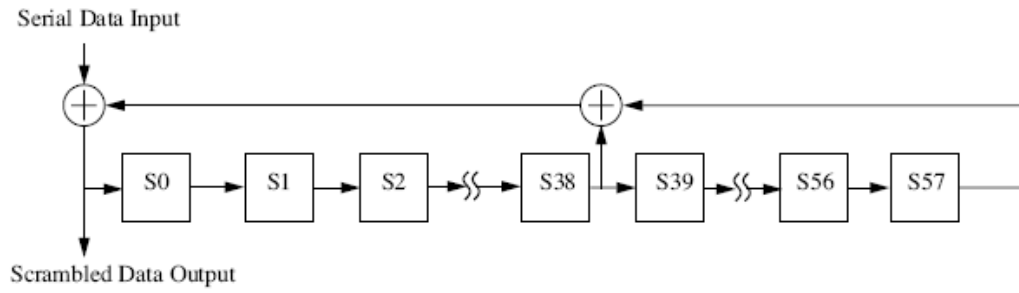 Serial Data Input
S0 S1 S2 S38 S39 S56 S57
Scrambled Data Output